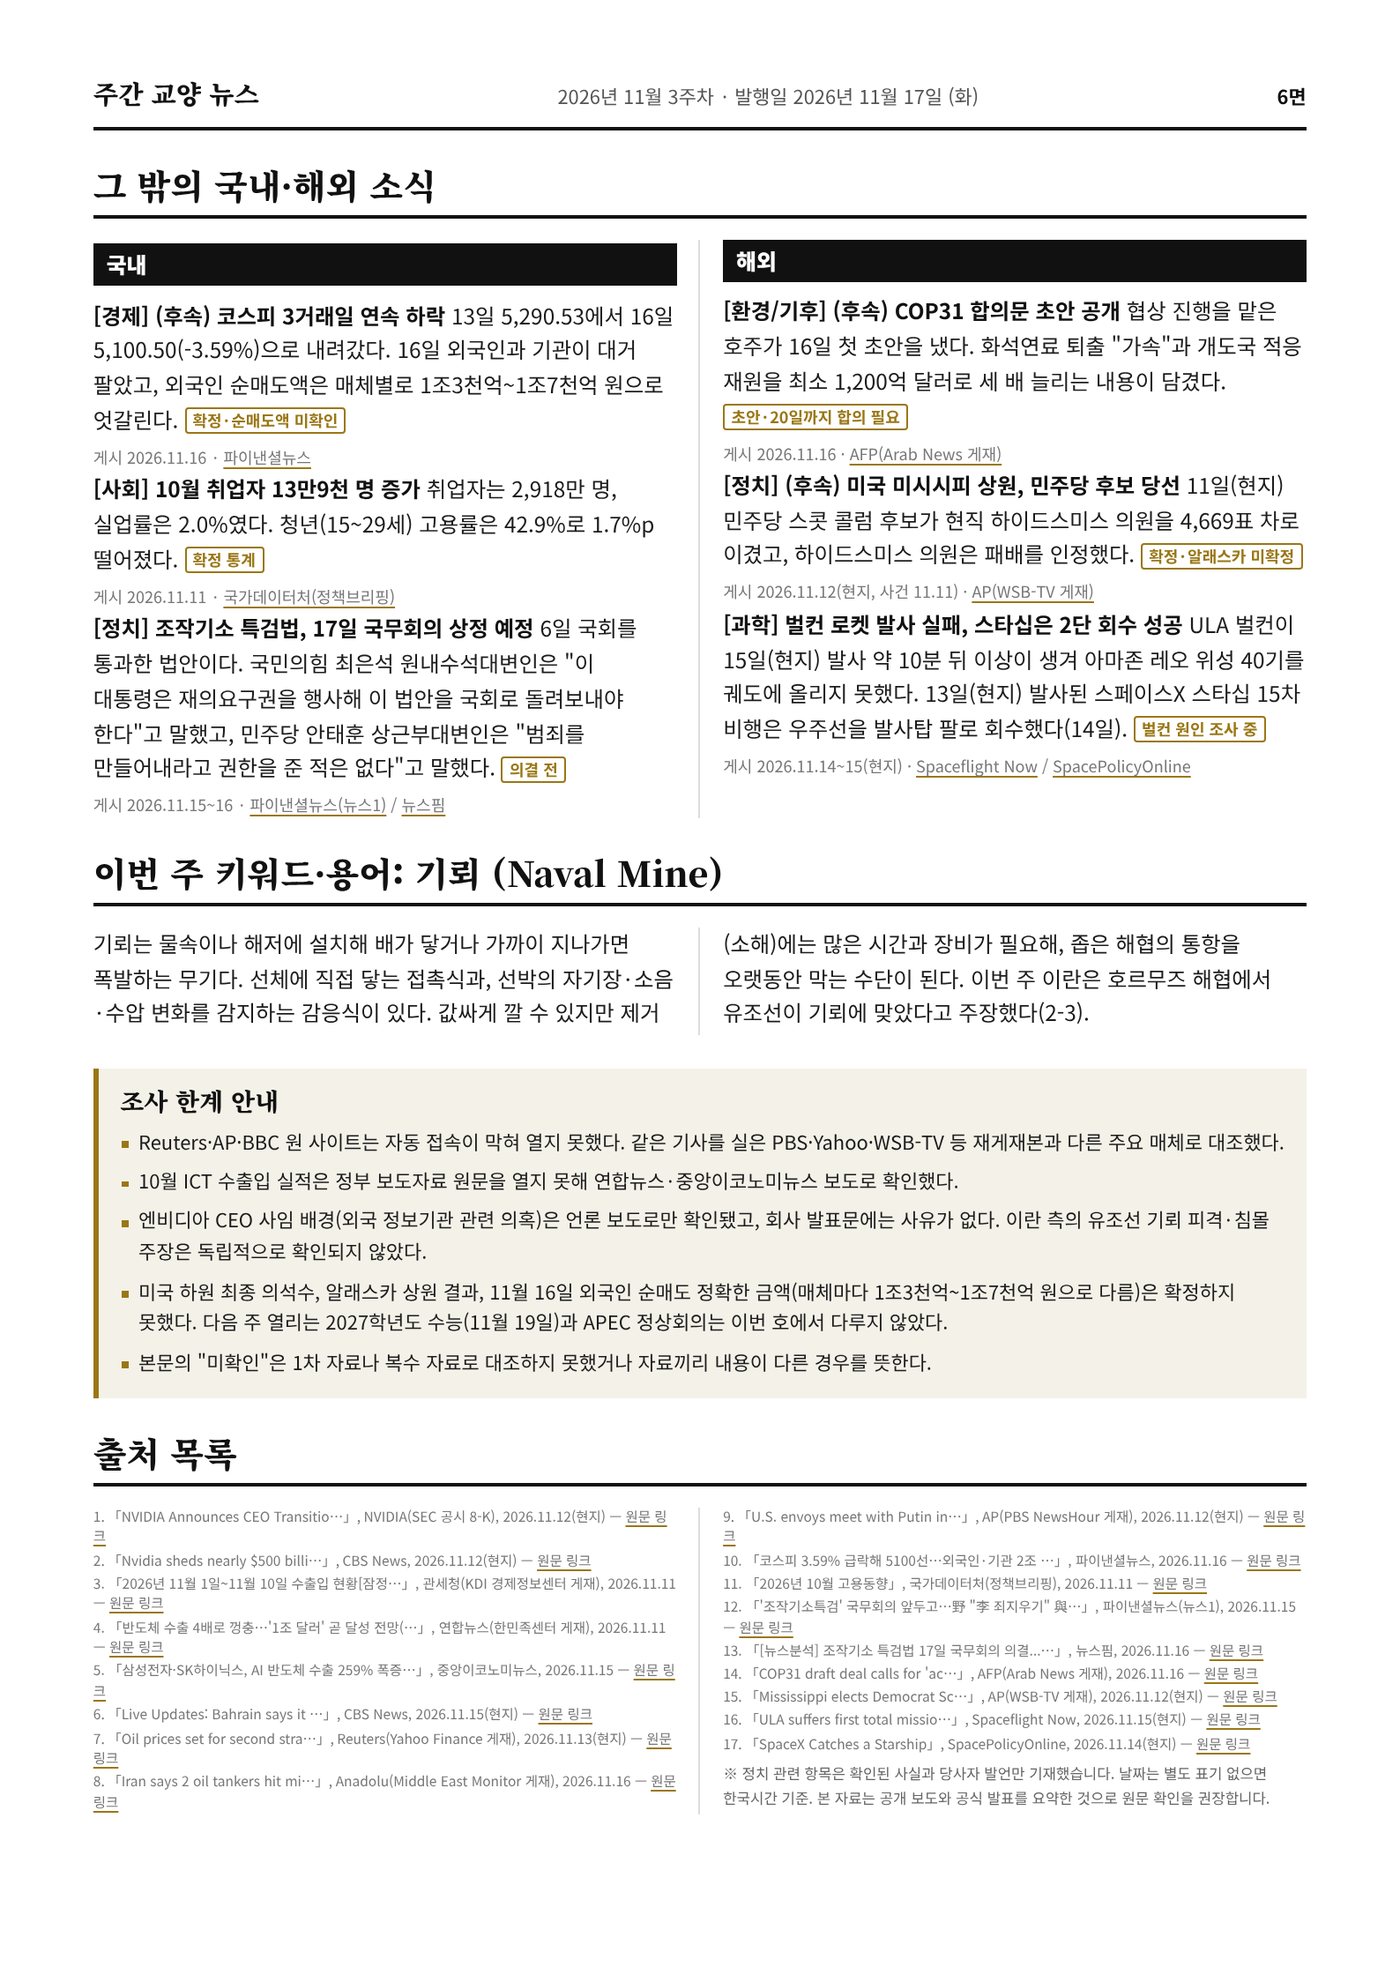 주간 교양 뉴스
2026년 11월 3주차 · 발행일 2026년 11월 17일 (화)
6면
그 밖의 국내·해외 소식
국내
[경제] (후속) 코스피 3거래일 연속 하락 13일 5,290.53에서 16일
5,100.50(-3.59%)으로 내려갔다. 16일 외국인과 기관이 대거
팔았고, 외국인 순매도액은 매체별로 1조3천억~1조7천억 원으로
엇갈린다. 확정·순매도액 미확인
게시 2026.11.16 · 파이낸셜뉴스
[사회] 10월 취업자 13만9천 명 증가 취업자는 2,918만 명,
실업률은 2.0%였다. 청년(15~29세) 고용률은 42.9%로 1.7%p
떨어졌다. 확정 통계
게시 2026.11.11 · 국가데이터처(정책브리핑)
[정치] 조작기소 특검법, 17일 국무회의 상정 예정 6일 국회를
통과한 법안이다. 국민의힘 최은석 원내수석대변인은 "이
대통령은 재의요구권을 행사해 이 법안을 국회로 돌려보내야
한다"고 말했고, 민주당 안태훈 상근부대변인은 "범죄를
만들어내라고 권한을 준 적은 없다"고 말했다. 의결 전
게시 2026.11.15~16 · 파이낸셜뉴스(뉴스1) / 뉴스핌
해외
[환경/기후] (후속) COP31 합의문 초안 공개 협상 진행을 맡은
호주가 16일 첫 초안을 냈다. 화석연료 퇴출 "가속"과 개도국 적응
재원을 최소 1,200억 달러로 세 배 늘리는 내용이 담겼다.
초안·20일까지 합의 필요
게시 2026.11.16 · AFP(Arab News 게재)
[정치] (후속) 미국 미시시피 상원, 민주당 후보 당선 11일(현지)
민주당 스콧 콜럼 후보가 현직 하이드스미스 의원을 4,669표 차로
이겼고, 하이드스미스 의원은 패배를 인정했다. 확정·알래스카 미확정
게시 2026.11.12(현지, 사건 11.11) · AP(WSB-TV 게재)
[과학] 벌컨 로켓 발사 실패, 스타십은 2단 회수 성공 ULA 벌컨이
15일(현지) 발사 약 10분 뒤 이상이 생겨 아마존 레오 위성 40기를
궤도에 올리지 못했다. 13일(현지) 발사된 스페이스X 스타십 15차
비행은 우주선을 발사탑 팔로 회수했다(14일). 벌컨 원인 조사 중
게시 2026.11.14~15(현지) · Spaceflight Now / SpacePolicyOnline
이번 주 키워드·용어: 기뢰 (Naval Mine)
기뢰는 물속이나 해저에 설치해 배가 닿거나 가까이 지나가면
폭발하는 무기다. 선체에 직접 닿는 접촉식과, 선박의 자기장·소음
·수압 변화를 감지하는 감응식이 있다. 값싸게 깔 수 있지만 제거
(소해)에는 많은 시간과 장비가 필요해, 좁은 해협의 통항을
오랫동안 막는 수단이 된다. 이번 주 이란은 호르무즈 해협에서
유조선이 기뢰에 맞았다고 주장했다(2-3).
조사 한계 안내
▪ Reuters·AP·BBC 원 사이트는 자동 접속이 막혀 열지 못했다. 같은 기사를 실은 PBS·Yahoo·WSB-TV 등 재게재본과 다른 주요 매체로 대조했다.
▪ 10월 ICT 수출입 실적은 정부 보도자료 원문을 열지 못해 연합뉴스·중앙이코노미뉴스 보도로 확인했다.
▪ 엔비디아 CEO 사임 배경(외국 정보기관 관련 의혹)은 언론 보도로만 확인됐고, 회사 발표문에는 사유가 없다. 이란 측의 유조선 기뢰 피격·침몰
주장은 독립적으로 확인되지 않았다.
▪ 미국 하원 최종 의석수, 알래스카 상원 결과, 11월 16일 외국인 순매도 정확한 금액(매체마다 1조3천억~1조7천억 원으로 다름)은 확정하지
못했다. 다음 주 열리는 2027학년도 수능(11월 19일)과 APEC 정상회의는 이번 호에서 다루지 않았다.
▪ 본문의 "미확인"은 1차 자료나 복수 자료로 대조하지 못했거나 자료끼리 내용이 다른 경우를 뜻한다.
출처 목록
1. 「NVIDIA Announces CEO Transitio…」, NVIDIA(SEC 공시 8-K), 2026.11.12(현지) — 원문 링
크
2. 「Nvidia sheds nearly $500 billi…」, CBS News, 2026.11.12(현지) — 원문 링크
3. 「2026년 11월 1일~11월 10일 수출입 현황[잠정…」, 관세청(KDI 경제정보센터 게재), 2026.11.11
— 원문 링크
4. 「반도체 수출 4배로 껑충…'1조 달러' 곧 달성 전망(…」, 연합뉴스(한민족센터 게재), 2026.11.11
— 원문 링크
5. 「삼성전자·SK하이닉스, AI 반도체 수출 259% 폭증…」, 중앙이코노미뉴스, 2026.11.15 — 원문 링
크
6. 「Live Updates: Bahrain says it …」, CBS News, 2026.11.15(현지) — 원문 링크
7. 「Oil prices set for second stra…」, Reuters(Yahoo Finance 게재), 2026.11.13(현지) — 원문
링크
8. 「Iran says 2 oil tankers hit mi…」, Anadolu(Middle East Monitor 게재), 2026.11.16 — 원문
링크
9. 「U.S. envoys meet with Putin in…」, AP(PBS NewsHour 게재), 2026.11.12(현지) — 원문 링
크
10. 「코스피 3.59% 급락해 5100선…외국인·기관 2조 …」, 파이낸셜뉴스, 2026.11.16 — 원문 링크
11. 「2026년 10월 고용동향」, 국가데이터처(정책브리핑), 2026.11.11 — 원문 링크
12. 「'조작기소특검' 국무회의 앞두고…野 "李 죄지우기" 與…」, 파이낸셜뉴스(뉴스1), 2026.11.15
— 원문 링크
13. 「[뉴스분석] 조작기소 특검법 17일 국무회의 의결...…」, 뉴스핌, 2026.11.16 — 원문 링크
14. 「COP31 draft deal calls for 'ac…」, AFP(Arab News 게재), 2026.11.16 — 원문 링크
15. 「Mississippi elects Democrat Sc…」, AP(WSB-TV 게재), 2026.11.12(현지) — 원문 링크
16. 「ULA suffers first total missio…」, Spaceflight Now, 2026.11.15(현지) — 원문 링크
17. 「SpaceX Catches a Starship」, SpacePolicyOnline, 2026.11.14(현지) — 원문 링크
※ 정치 관련 항목은 확인된 사실과 당사자 발언만 기재했습니다. 날짜는 별도 표기 없으면
한국시간 기준. 본 자료는 공개 보도와 공식 발표를 요약한 것으로 원문 확인을 권장합니다.